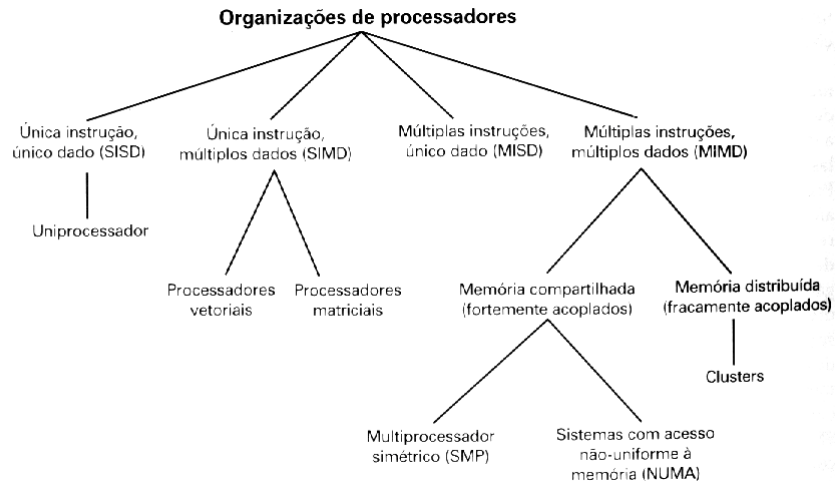 Organizações de processadores
Única instrução,
único dado (SISD)
Única instrução,
múltiplos dados (SIMD)
Múltiplas instruções,
único dado (MISD)
Múltiplas instruções,
múltiplos dados (MIMD)
Uniprocessador
Processadores
vetoriais
Processadores
matriciais
Memória compartilhada
(fortemente acoplados)
Memória distribuída
(fracamente acoplados)
Clusters
Multiprocessador
simétrico (SMP)
Sistemas com acesso
não-uniforme à
memória (NUMA)